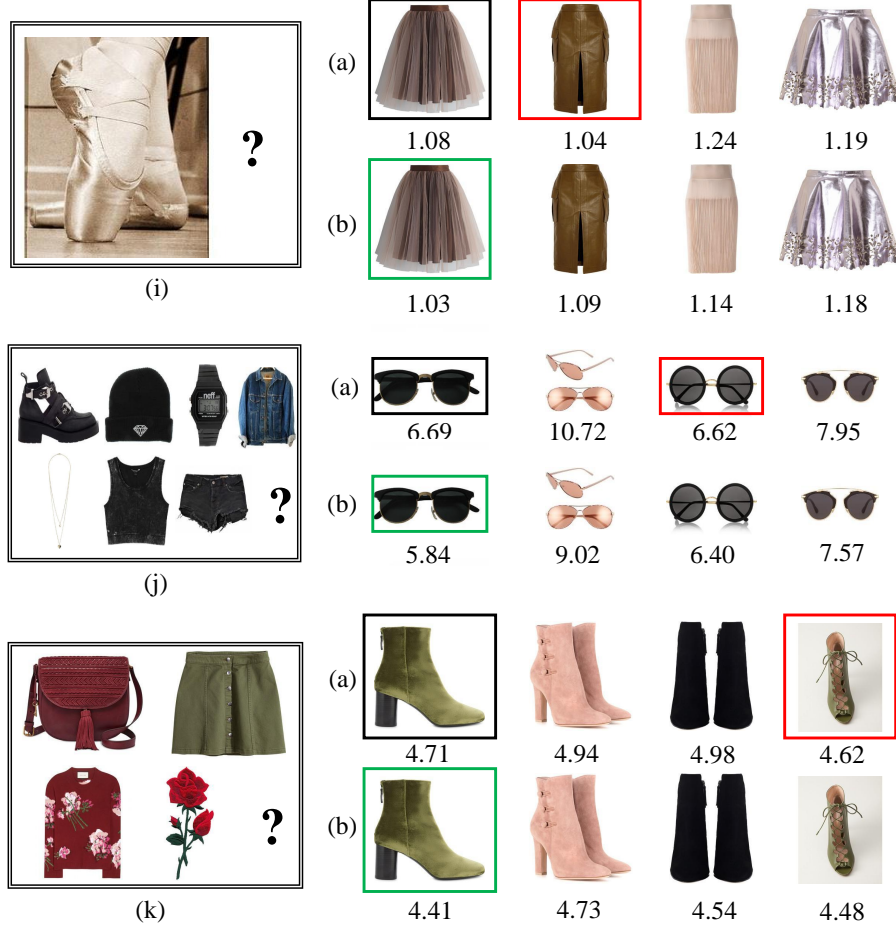 (a)
1.08 1.04 1.24 1.19
?
(b)
1.03 1.09 1.14 1.18
(i)
(a)
6.69 10.72 6.62 7.95
neff
?
(b)
5.84 9.02 6.40 7.57
(j)
(a)
4.71 4.94 4.98 4.62
?
(b)
4.41 4.73 4.54 4.48
(k)